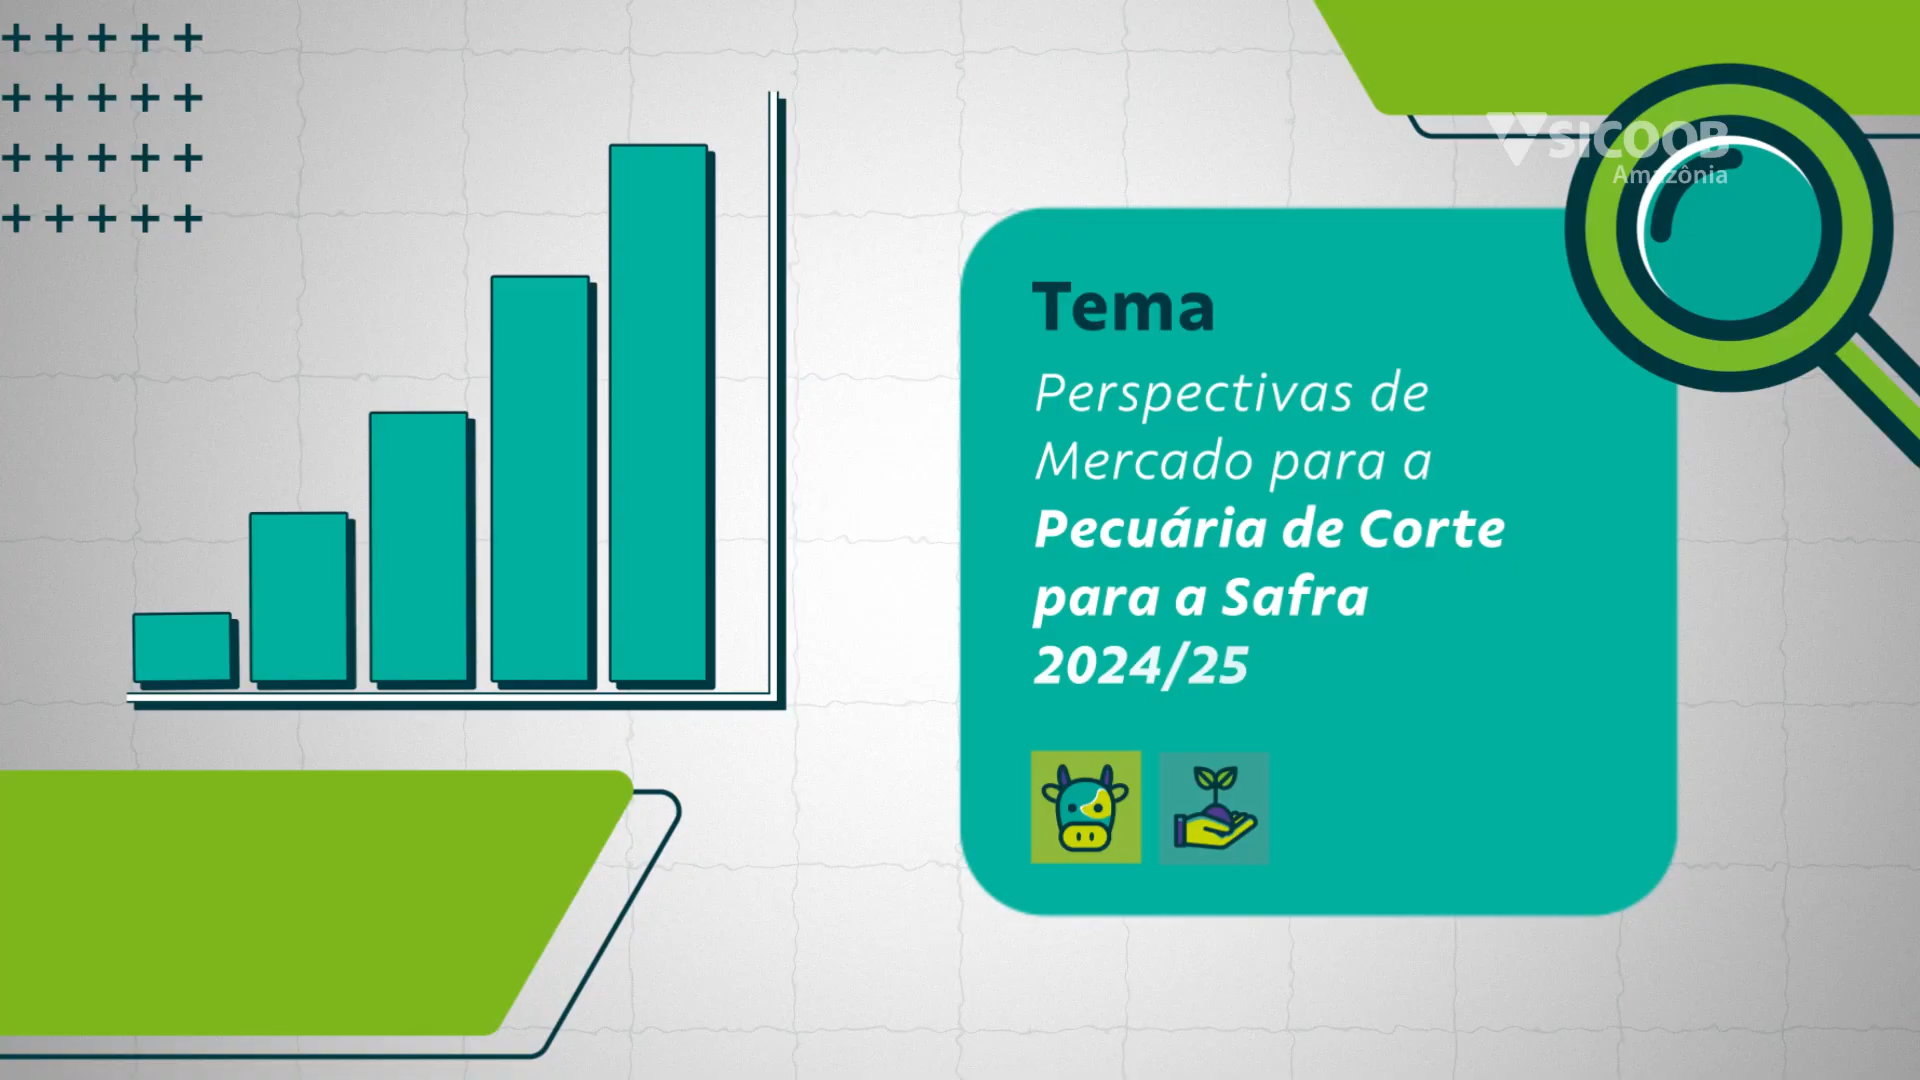 SICOOB
Amazônia
Tema
Perspectivas de
Mercado para a
Pecuária de Corte
para a Safra
2024/25